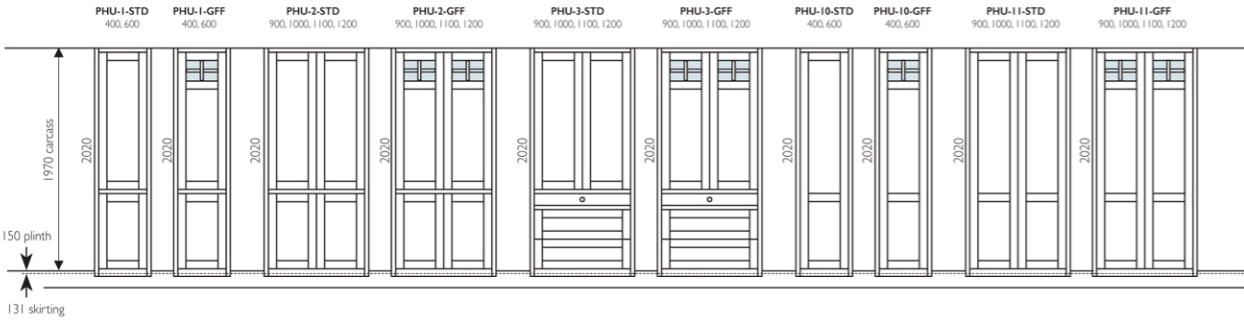 PHU-1-STD
400, 600
PHU-1-GFF
400, 600
PHU-2-STD
900, 1000, 1100, 1200
PHU-2-GFF
900, 1000, 1100, 1200
PHU-3-STD
900, 1000, 1100, 1200
PHU-3-GFF
900, 1000, 1100, 1200
PHU-10-STD
400, 600
PHU-10-GFF
400, 600
PHU-11-STD
900, 1000, 1100, 1200
PHU-11-GFF
900, 1000, 1100, 1200
1970 carcass
2020
2020
2020
2020
2020
2020
2020
2020
2020
2020
150 plinth
131 skirting